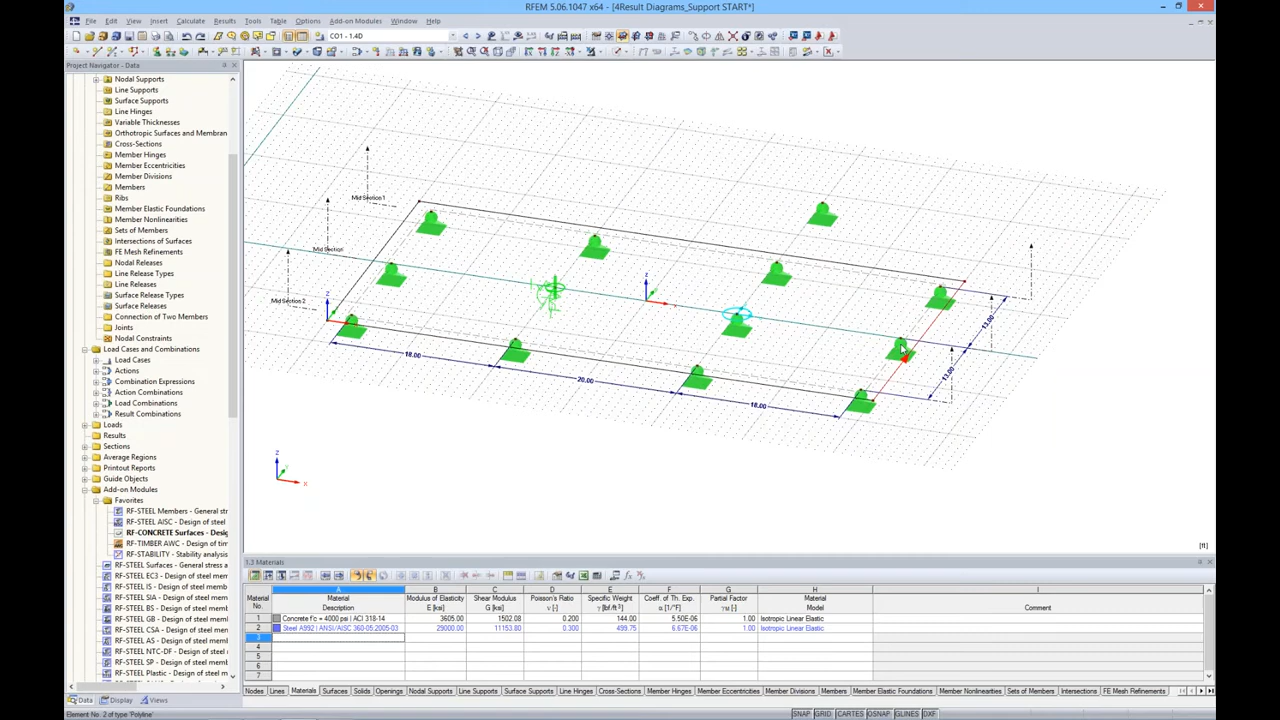 RFEM 5.06.1047 x64 - [4Result Diagrams_Support START*]
File Edit View Insert Calculate Results Tools Table Options Add-on Modules Window Help
CO1 - 1.4D
Project Navigator - Data
Nodal Supports
Line Supports
Surface Supports
Line Hinges
Variable Thicknesses
Orthotropic Surfaces and Membran
Cross-Sections
Member Hinges
Member Eccentricities
Member Divisions
Members
Ribs
Member Elastic Foundations
Member Nonlinearities
Sets of Members
Intersections of Surfaces
FE Mesh Refinements
Nodal Releases
Line Release Types
Line Releases
Surface Release Types
Surface Releases
Connection of Two Members
Joints
Nodal Constraints
Load Cases and Combinations
Load Cases
Actions
Combination Expressions
Action Combinations
Load Combinations
Result Combinations
Loads
Results
Sections
Average Regions
Printout Reports
Guide Objects
Add-on Modules
Favorites
RF-STEEL Members - General stre
RF-STEEL AISC - Design of steel
RF-CONCRETE Surfaces - Desig
RF-TIMBER AWC - Design of tim
RF-STABILITY - Stability analysis
RF-STEEL Surfaces - General stress a
RF-STEEL EC3 - Design of steel mem
RF-STEEL IS - Design of steel memb
RF-STEEL SIA - Design of steel mem
RF-STEEL BS - Design of steel memb
RF-STEEL GB - Design of steel memb
RF-STEEL CSA - Design of steel mem
RF-STEEL AS - Design of steel memb
RF-STEEL NTC-DF - Design of steel m
RF-STEEL SP - Design of steel memb
RF-STEEL Plastic - Design of steel m
Data Display Views
Mid Section1
Mid Section
Mid Section 2
Z
Z
x
18.00
20.00
18.00
13.00
13.00
Z
Y
X
[ft]
1.3 Materials
A B C D E F G H I
Material Material Modulus of Elasticity Shear Modulus Poisson's Ratio Specific Weight Coeff. of Th. Exp. Partial Factor Material
No. Description E [ksi] G [ksi] ν [-] γ [lbf/ft³] α [1/°F] γM [-] Model Comment
1 Concrete f'c = 4000 psi | ACI 318-14 3605.00 1502.08 0.200 144.00 5.50E-06 1.00 Isotropic Linear Elastic
2 Steel A992 | ANSI/AISC 360-05:2005-03 29000.00 11153.80 0.300 499.75 6.67E-06 1.00 Isotropic Linear Elastic
3
4
5
6
7
Nodes Lines Materials Surfaces Solids Openings Nodal Supports Line Supports Surface Supports Line Hinges Cross-Sections Member Hinges Member Eccentricities Member Divisions Members Member Elastic Foundations Member Nonlinearities Sets of Members Intersections FE Mesh Refinements
Element No. 2 of type 'Polyline'
SNAP GRID CARTES OSNAP GLINES DXF